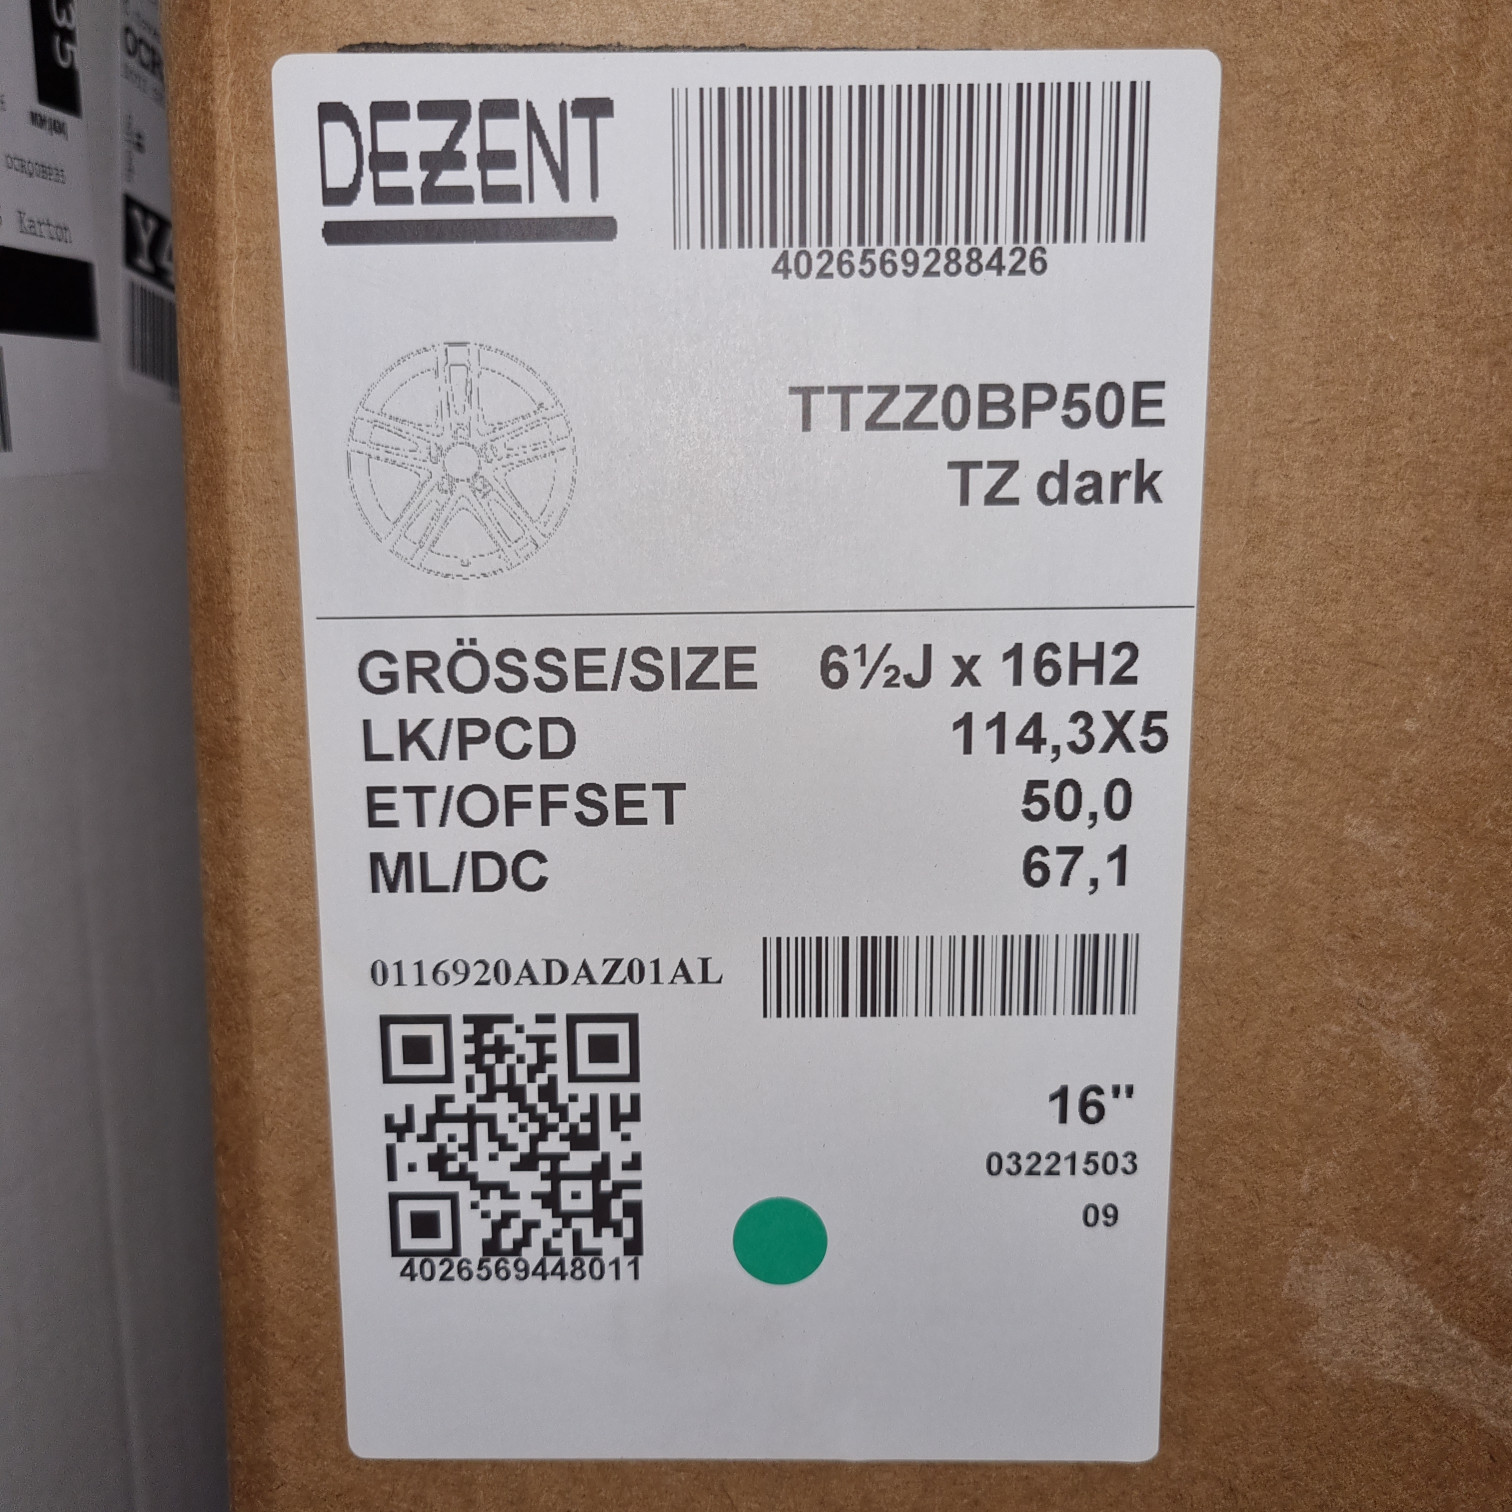 DEZENT
4026569288426
TTZZ0BP50E
TZ dark
GRÖSSE/SIZE 6½J x 16H2
LK/PCD 114,3X5
ET/OFFSET 50,0
ML/DC 67,1
0116920ADAZ01AL
16"
03221503
09
4026569448011
Karton